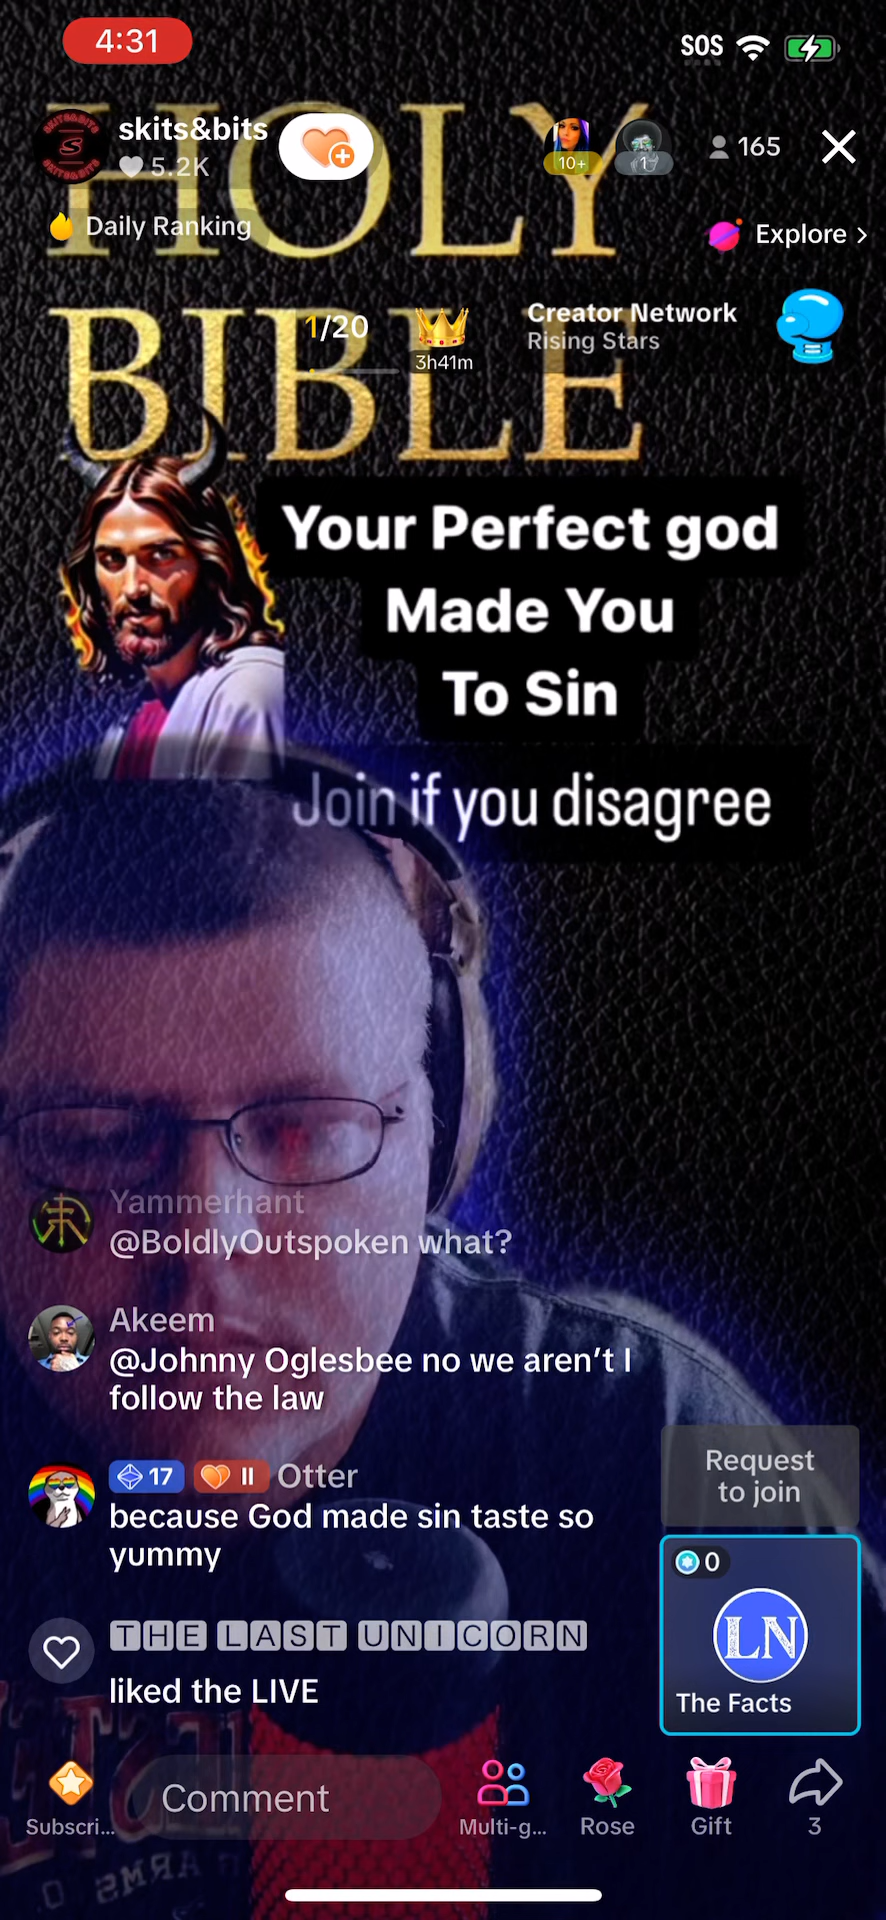 4:31
SOS
HOLY
skits&bits
5.2K
10+
1
165
Daily Ranking
Explore >
BIBLE
1/20
3h41m
Creator Network
Rising Stars
Your Perfect god
Made You
To Sin
Join if you disagree
Yammerhant
@BoldlyOutspoken what?
Akeem
@Johnny Oglesbee no we aren’t I
follow the law
17 II Otter
because God made sin taste so
yummy
THE LAST UNICORN
liked the LIVE
Request
to join
0
LN
The Facts
Subscri...
Comment
Multi-g...
Rose
Gift
3